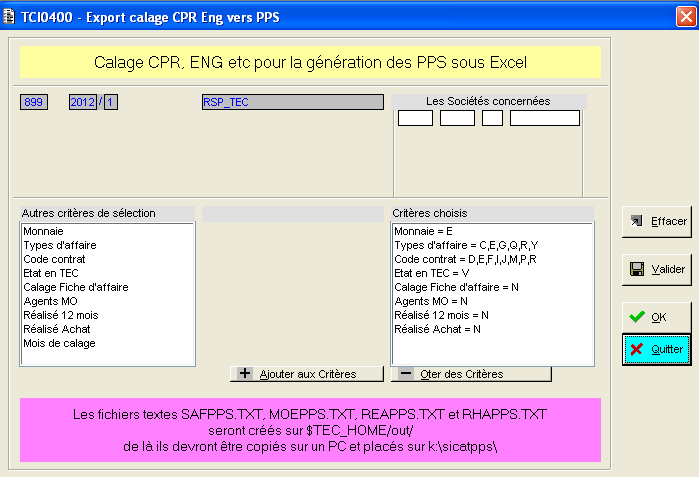 TCI0400 - Export calage CPR Eng vers PPS
Calage CPR, ENG etc pour la génération des PPS sous Excel
899 2012 / 1 RSP_TEC
Les Sociétés concernées
Autres critères de sélection
Monnaie
Types d'affaire
Code contrat
Etat en TEC
Calage Fiche d'affaire
Agents MO
Réalisé 12 mois
Réalisé Achat
Mois de calage
Critères choisis
Monnaie = E
Types d'affaire = C,E,G,Q,R,Y
Code contrat = D,E,F,I,J,M,P,R
Etat en TEC = V
Calage Fiche d'affaire = N
Agents MO = N
Réalisé 12 mois = N
Réalisé Achat = N
Ajouter aux Critères
Oter des Critères
Effacer
Valider
OK
Quitter
Les fichiers textes SAFPPS.TXT, MOEPPS.TXT, REAPPS.TXT et RHAPPS.TXT
seront créés sur $TEC_HOME/out/
de là ils devront être copiés sur un PC et placés sur k:\sicatpps\